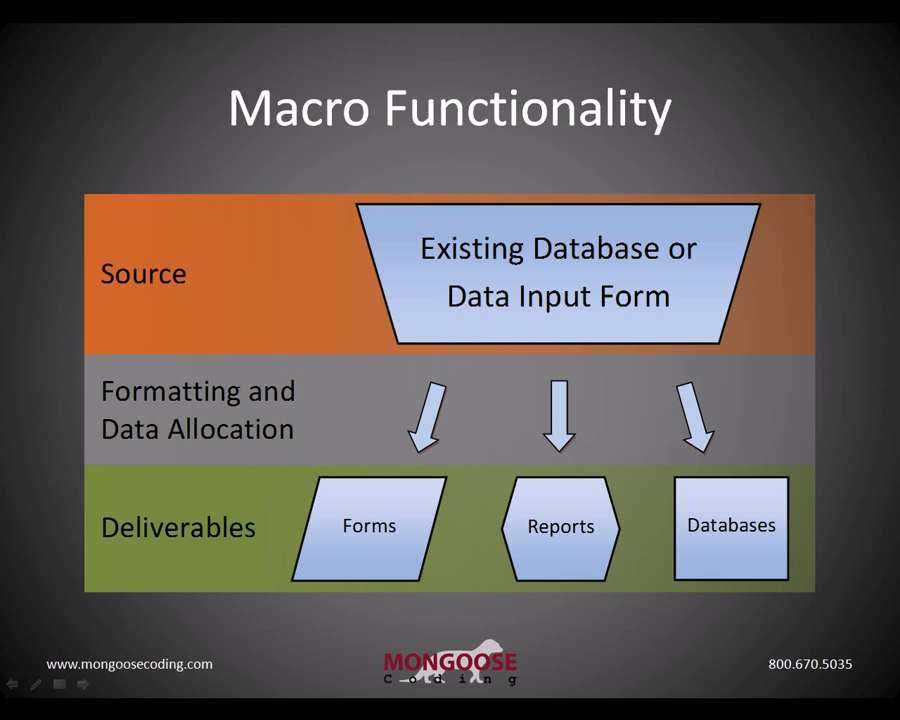 Macro Functionality
Source
Existing Database or
Data Input Form
Formatting and
Data Allocation
Deliverables
Forms
Reports
Databases
www.mongoosecoding.com
MONGOOSE
Coding
800.670.5035